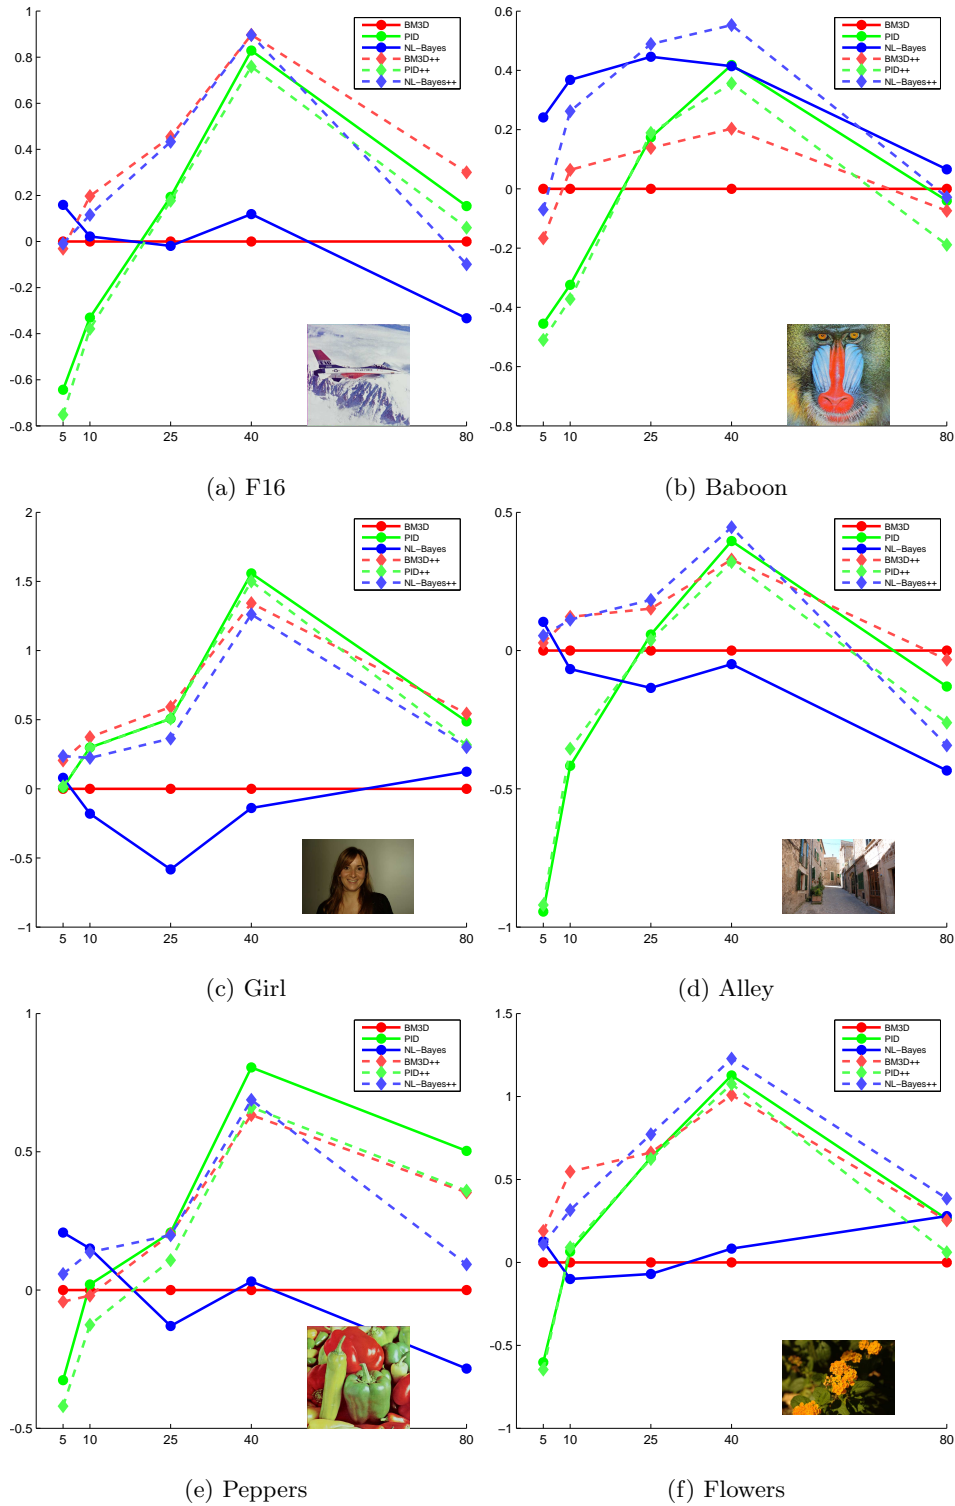 1
0.8
0.6
0.4
0.2
0
−0.2
−0.4
−0.6
−0.8
5 10 25 40 80
BM3D
PID
NL−Bayes
BM3D++
PID++
NL−Bayes++
(a) F16
0.6
0.4
0.2
0
−0.2
−0.4
−0.6
−0.8
5 10 25 40 80
BM3D
PID
NL−Bayes
BM3D++
PID++
NL−Bayes++
(b) Baboon
2
1.5
1
0.5
0
−0.5
−1
5 10 25 40 80
BM3D
PID
NL−Bayes
BM3D++
PID++
NL−Bayes++
(c) Girl
0.5
0
−0.5
−1
5 10 25 40 80
BM3D
PID
NL−Bayes
BM3D++
PID++
NL−Bayes++
(d) Alley
1
0.5
0
−0.5
5 10 25 40 80
BM3D
PID
NL−Bayes
BM3D++
PID++
NL−Bayes++
(e) Peppers
1.5
1
0.5
0
−0.5
−1
5 10 25 40 80
BM3D
PID
NL−Bayes
BM3D++
PID++
NL−Bayes++
(f) Flowers